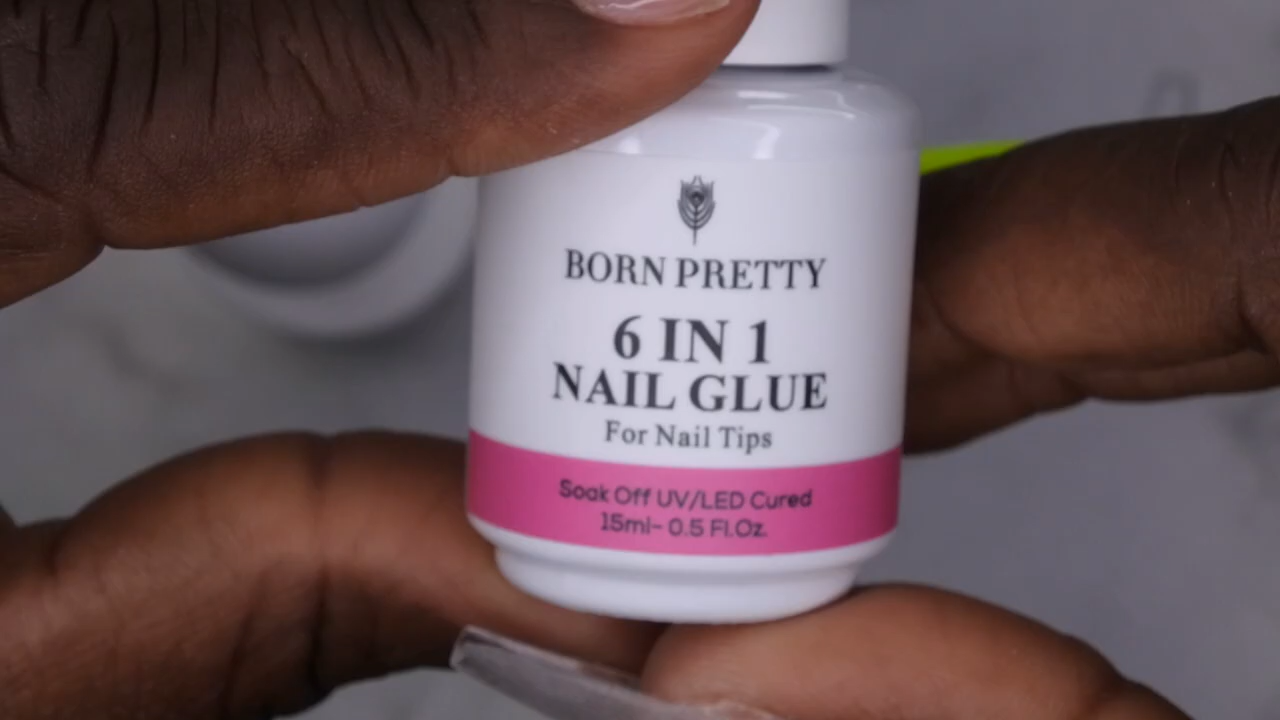 BORN PRETTY
6 IN 1
NAIL GLUE
For Nail Tips
Soak Off UV/LED Cured
15ml- 0.5 Fl.Oz.